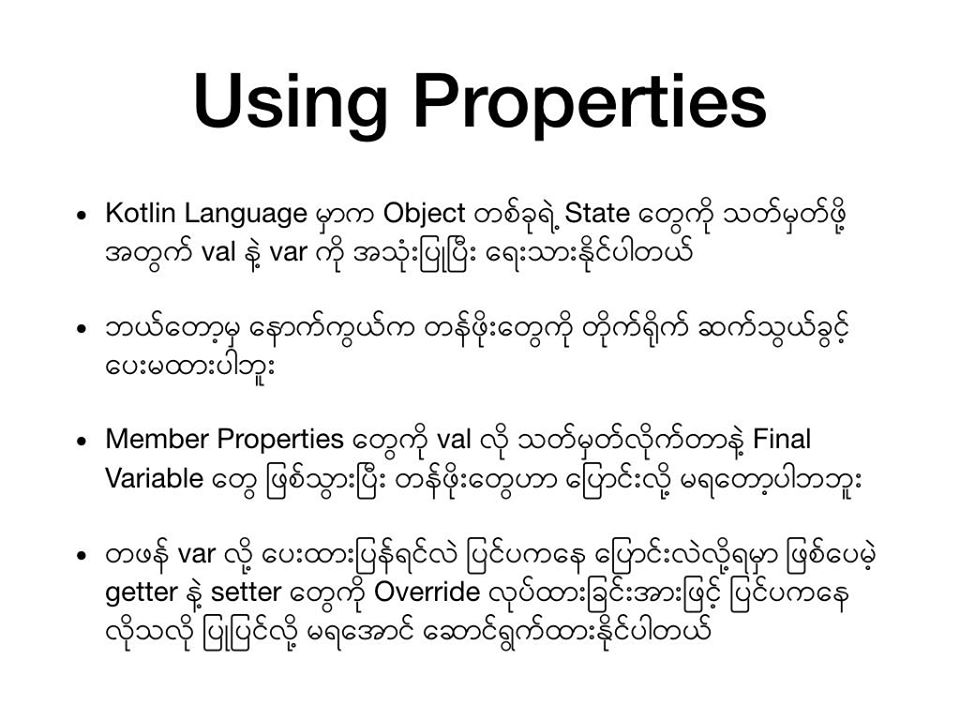 Using Properties
• Kotlin Language မှာက Object တစ်ခုရဲ့ State တွေကို သတ်မှတ်ဖို့
အတွက် val နဲ့ var ကို အသုံးပြုပြီး ရေးသားနိုင်ပါတယ်
• ဘယ်တော့မှ နောက်ကွယ်က တန်ဖိုးတွေကို တိုက်ရိုက် ဆက်သွယ်ခွင့်
ပေးမထားပါဘူး
• Member Properties တွေကို val လို သတ်မှတ်လိုက်တာနဲ့ Final
Variable တွေ ဖြစ်သွားပြီး တန်ဖိုးတွေဟာ ပြောင်းလို့ မရတော့ပါဘဘူး
• တဖန် var လို့ ပေးထားပြန်ရင်လဲ ပြင်ပကနေ ပြောင်းလဲလို့ရမှာ ဖြစ်ပေမဲ့
getter နဲ့ setter တွေကို Override လုပ်ထားခြင်းအားဖြင့် ပြင်ပကနေ
လိုသလို ပြုပြင်လို့ မရအောင် ဆောင်ရွက်ထားနိုင်ပါတယ်